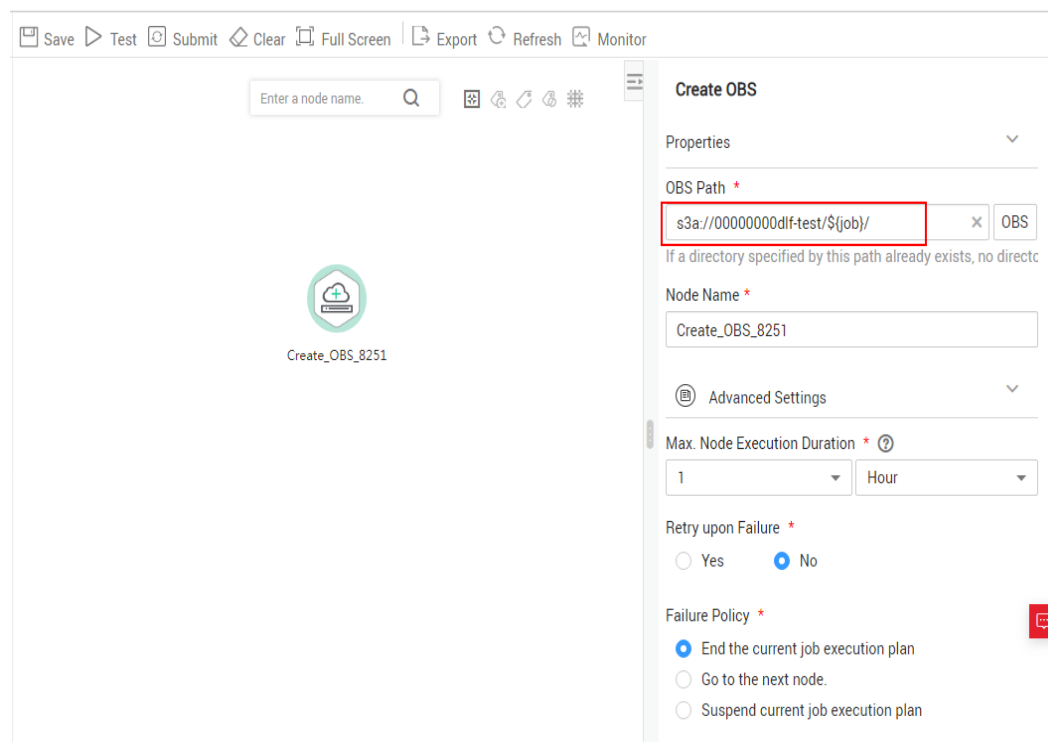 Save Test Submit Clear Full Screen Export Refresh Monitor
Enter a node name.
Create_OBS_8251
Create OBS
Properties
OBS Path *
s3a://00000000dlf-test/${job}/ × OBS
If a directory specified by this path already exists, no directo
Node Name *
Create_OBS_8251
Advanced Settings
Max. Node Execution Duration * ?
1 Hour
Retry upon Failure *
Yes No
Failure Policy *
End the current job execution plan
Go to the next node.
Suspend current job execution plan